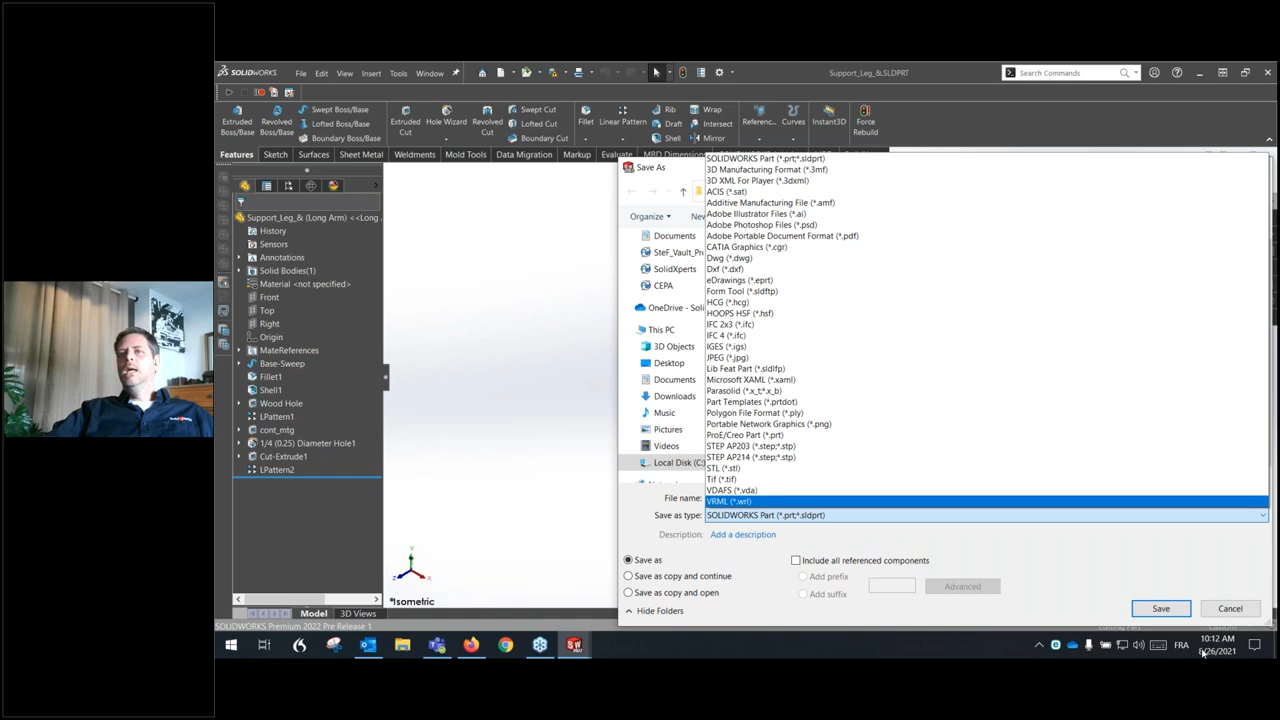 SOLIDWORKS File Edit View Insert Tools Window Support_Leg_&.SLDPRT Search Commands
Swept Boss/Base Swept Cut Rib Wrap
Extruded Boss/Base Revolved Boss/Base Lofted Boss/Base Extruded Cut Hole Wizard Revolved Cut Lofted Cut Fillet Linear Pattern Draft Intersect Referenc... Curves Instant3D Force Rebuild
Boundary Boss/Base Boundary Cut Shell Mirror
Features Sketch Surfaces Sheet Metal Weldments Mold Tools Data Migration Markup Evaluate MBD Dimensions
Support_Leg_& (Long Arm) <<Long
History
Sensors
Annotations
Solid Bodies(1)
Material <not specified>
Front
Top
Right
Origin
MateReferences
Base-Sweep
Fillet1
Shell1
Wood Hole
LPattern1
cont_mtg
1/4 (0.25) Diameter Hole1
Cut-Extrude1
LPattern2
Y
Z X
*Isometric
Model 3D Views
SOLIDWORKS Premium 2022 Pre Release 1
Save As
Organize
Documents
SteF_Vault_Pr
SolidXperts
CEPA
OneDrive - Soli
This PC
3D Objects
Desktop
Documents
Downloads
Music
Pictures
Videos
Local Disk (C:)
SOLIDWORKS Part (*.prt;*.sldprt)
3D Manufacturing Format (*.3mf)
3D XML For Player (*.3dxml)
ACIS (*.sat)
Additive Manufacturing File (*.amf)
Adobe Illustrator Files (*.ai)
Adobe Photoshop Files (*.psd)
Adobe Portable Document Format (*.pdf)
CATIA Graphics (*.cgr)
Dwg (*.dwg)
Dxf (*.dxf)
eDrawings (*.eprt)
Form Tool (*.sldftp)
HCG (*.hcg)
HOOPS HSF (*.hsf)
IFC 2x3 (*.ifc)
IFC 4 (*.ifc)
IGES (*.igs)
JPEG (*.jpg)
Lib Feat Part (*.sldlfp)
Microsoft XAML (*.xaml)
Parasolid (*.x_t;*.x_b)
Part Templates (*.prtdot)
Polygon File Format (*.ply)
Portable Network Graphics (*.png)
ProE/Creo Part (*.prt)
STEP AP203 (*.step;*.stp)
STEP AP214 (*.step;*.stp)
STL (*.stl)
Tif (*.tif)
VDAFS (*.vda)
VRML (*.wrl)
File name:
Save as type: SOLIDWORKS Part (*.prt;*.sldprt)
Description: Add a description
Save as Include all referenced components
Save as copy and continue Add prefix Advanced
Save as copy and open Add suffix
Hide Folders Save Cancel
FRA 10:12 AM
8/26/2021